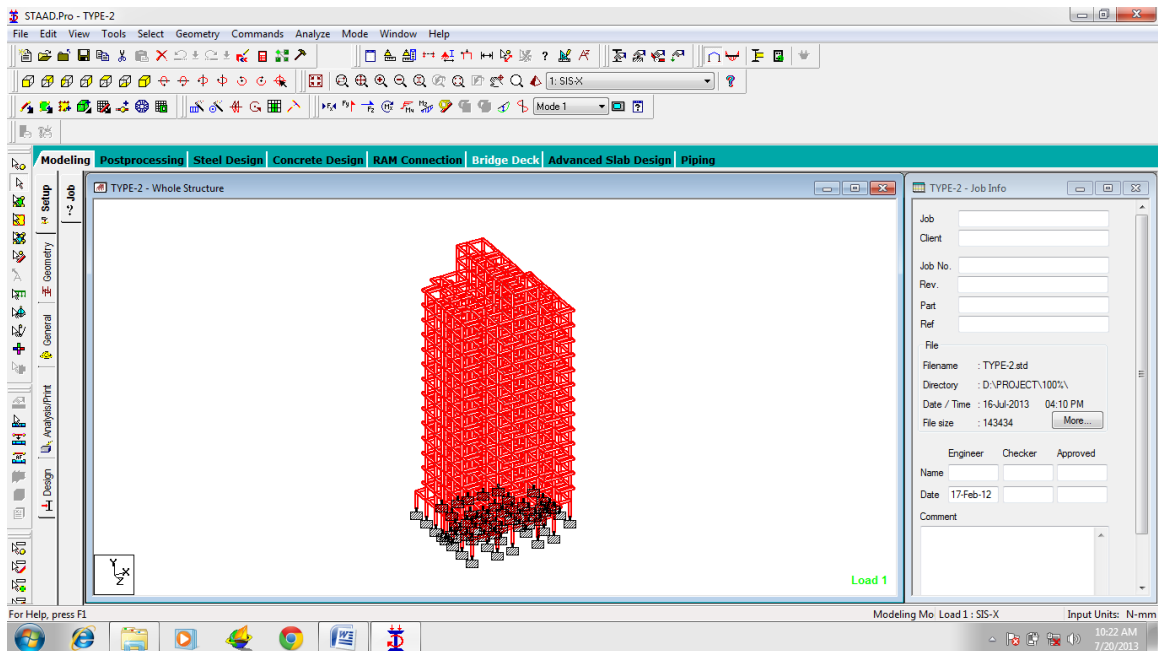 STAAD.Pro - TYPE-2
File Edit View Tools Select Geometry Commands Analyze Mode Window Help
1: SIS-X
Mode 1
Modeling Postprocessing Steel Design Concrete Design RAM Connection Bridge Deck Advanced Slab Design Piping
Setup
Geometry
General
Analysis/Print
Design
Job
TYPE-2 - Whole Structure
Y
X
Z
Load 1
TYPE-2 - Job Info
Job
Client
Job No.
Rev.
Part
Ref
File
Filename : TYPE-2.std
Directory : D:\PROJECT\100%\
Date / Time : 16-Jul-2013 04:10 PM
File size : 143434 More...
Engineer Checker Approved
Name
Date 17-Feb-12
Comment
For Help, press F1 Modeling Mo Load 1 : SIS-X Input Units: N-mm
10:22 AM
7/20/2013